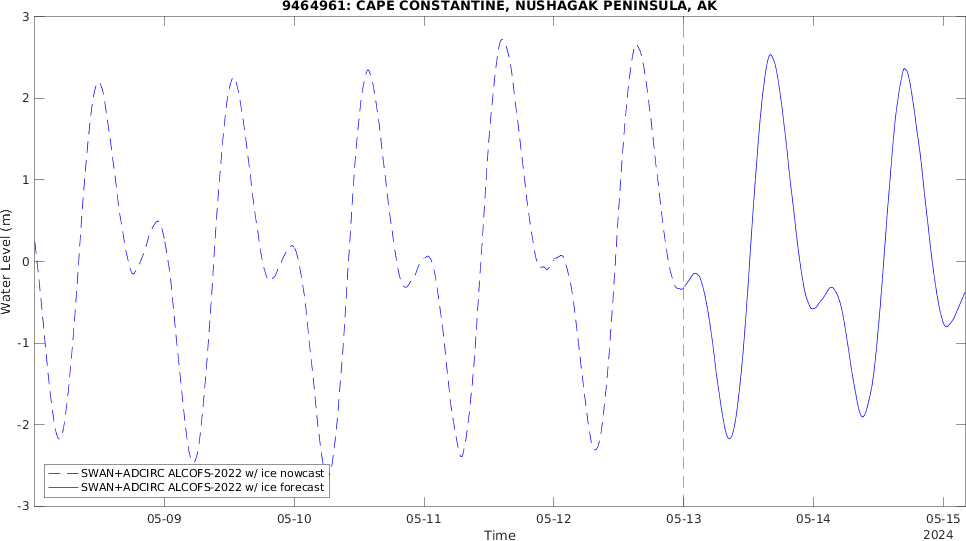 9464961: CAPE CONSTANTINE, NUSHAGAK PENINSULA, AK
Water Level (m)
3
2
1
0
-1
-2
-3
SWAN+ADCIRC ALCOFS-2022 w/ ice nowcast
SWAN+ADCIRC ALCOFS-2022 w/ ice forecast
05-09 05-10 05-11 05-12 05-13 05-14 05-15
Time 2024